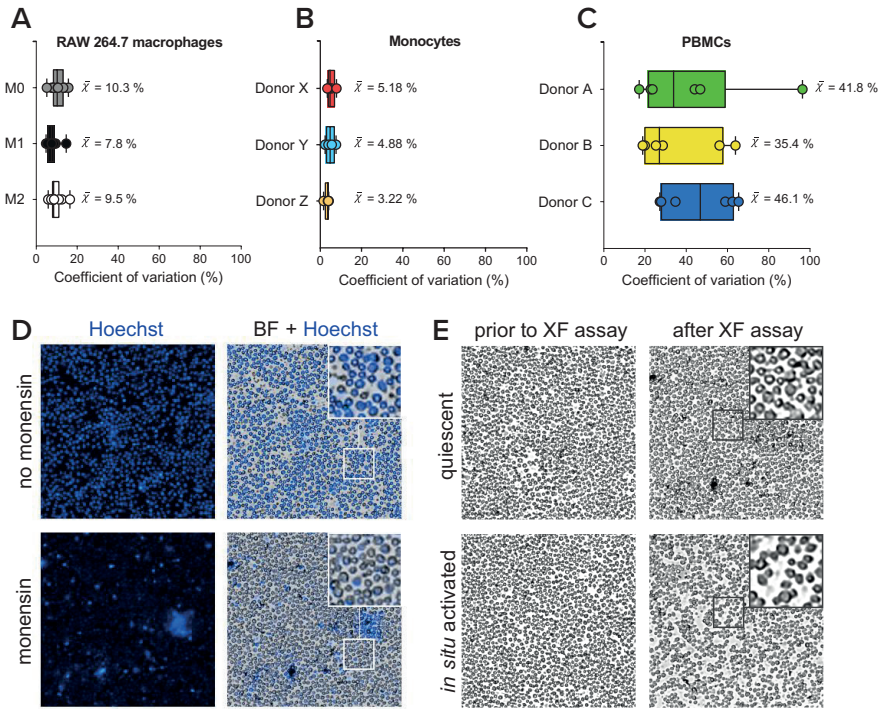 A
RAW 264.7 macrophages
M0
χ̄ = 10.3 %
M1
χ̄ = 7.8 %
M2
χ̄ = 9.5 %
0 20 40 60 80 100
Coefficient of variation (%)
B
Monocytes
Donor X
χ̄ = 5.18 %
Donor Y
χ̄ = 4.88 %
Donor Z
χ̄ = 3.22 %
0 20 40 60 80 100
Coefficient of variation (%)
C
PBMCs
Donor A
χ̄ = 41.8 %
Donor B
χ̄ = 35.4 %
Donor C
χ̄ = 46.1 %
0 20 40 60 80 100
Coefficient of variation (%)
D
Hoechst
BF + Hoechst
no monensin
monensin
E
prior to XF assay
after XF assay
quiescent
in situ activated